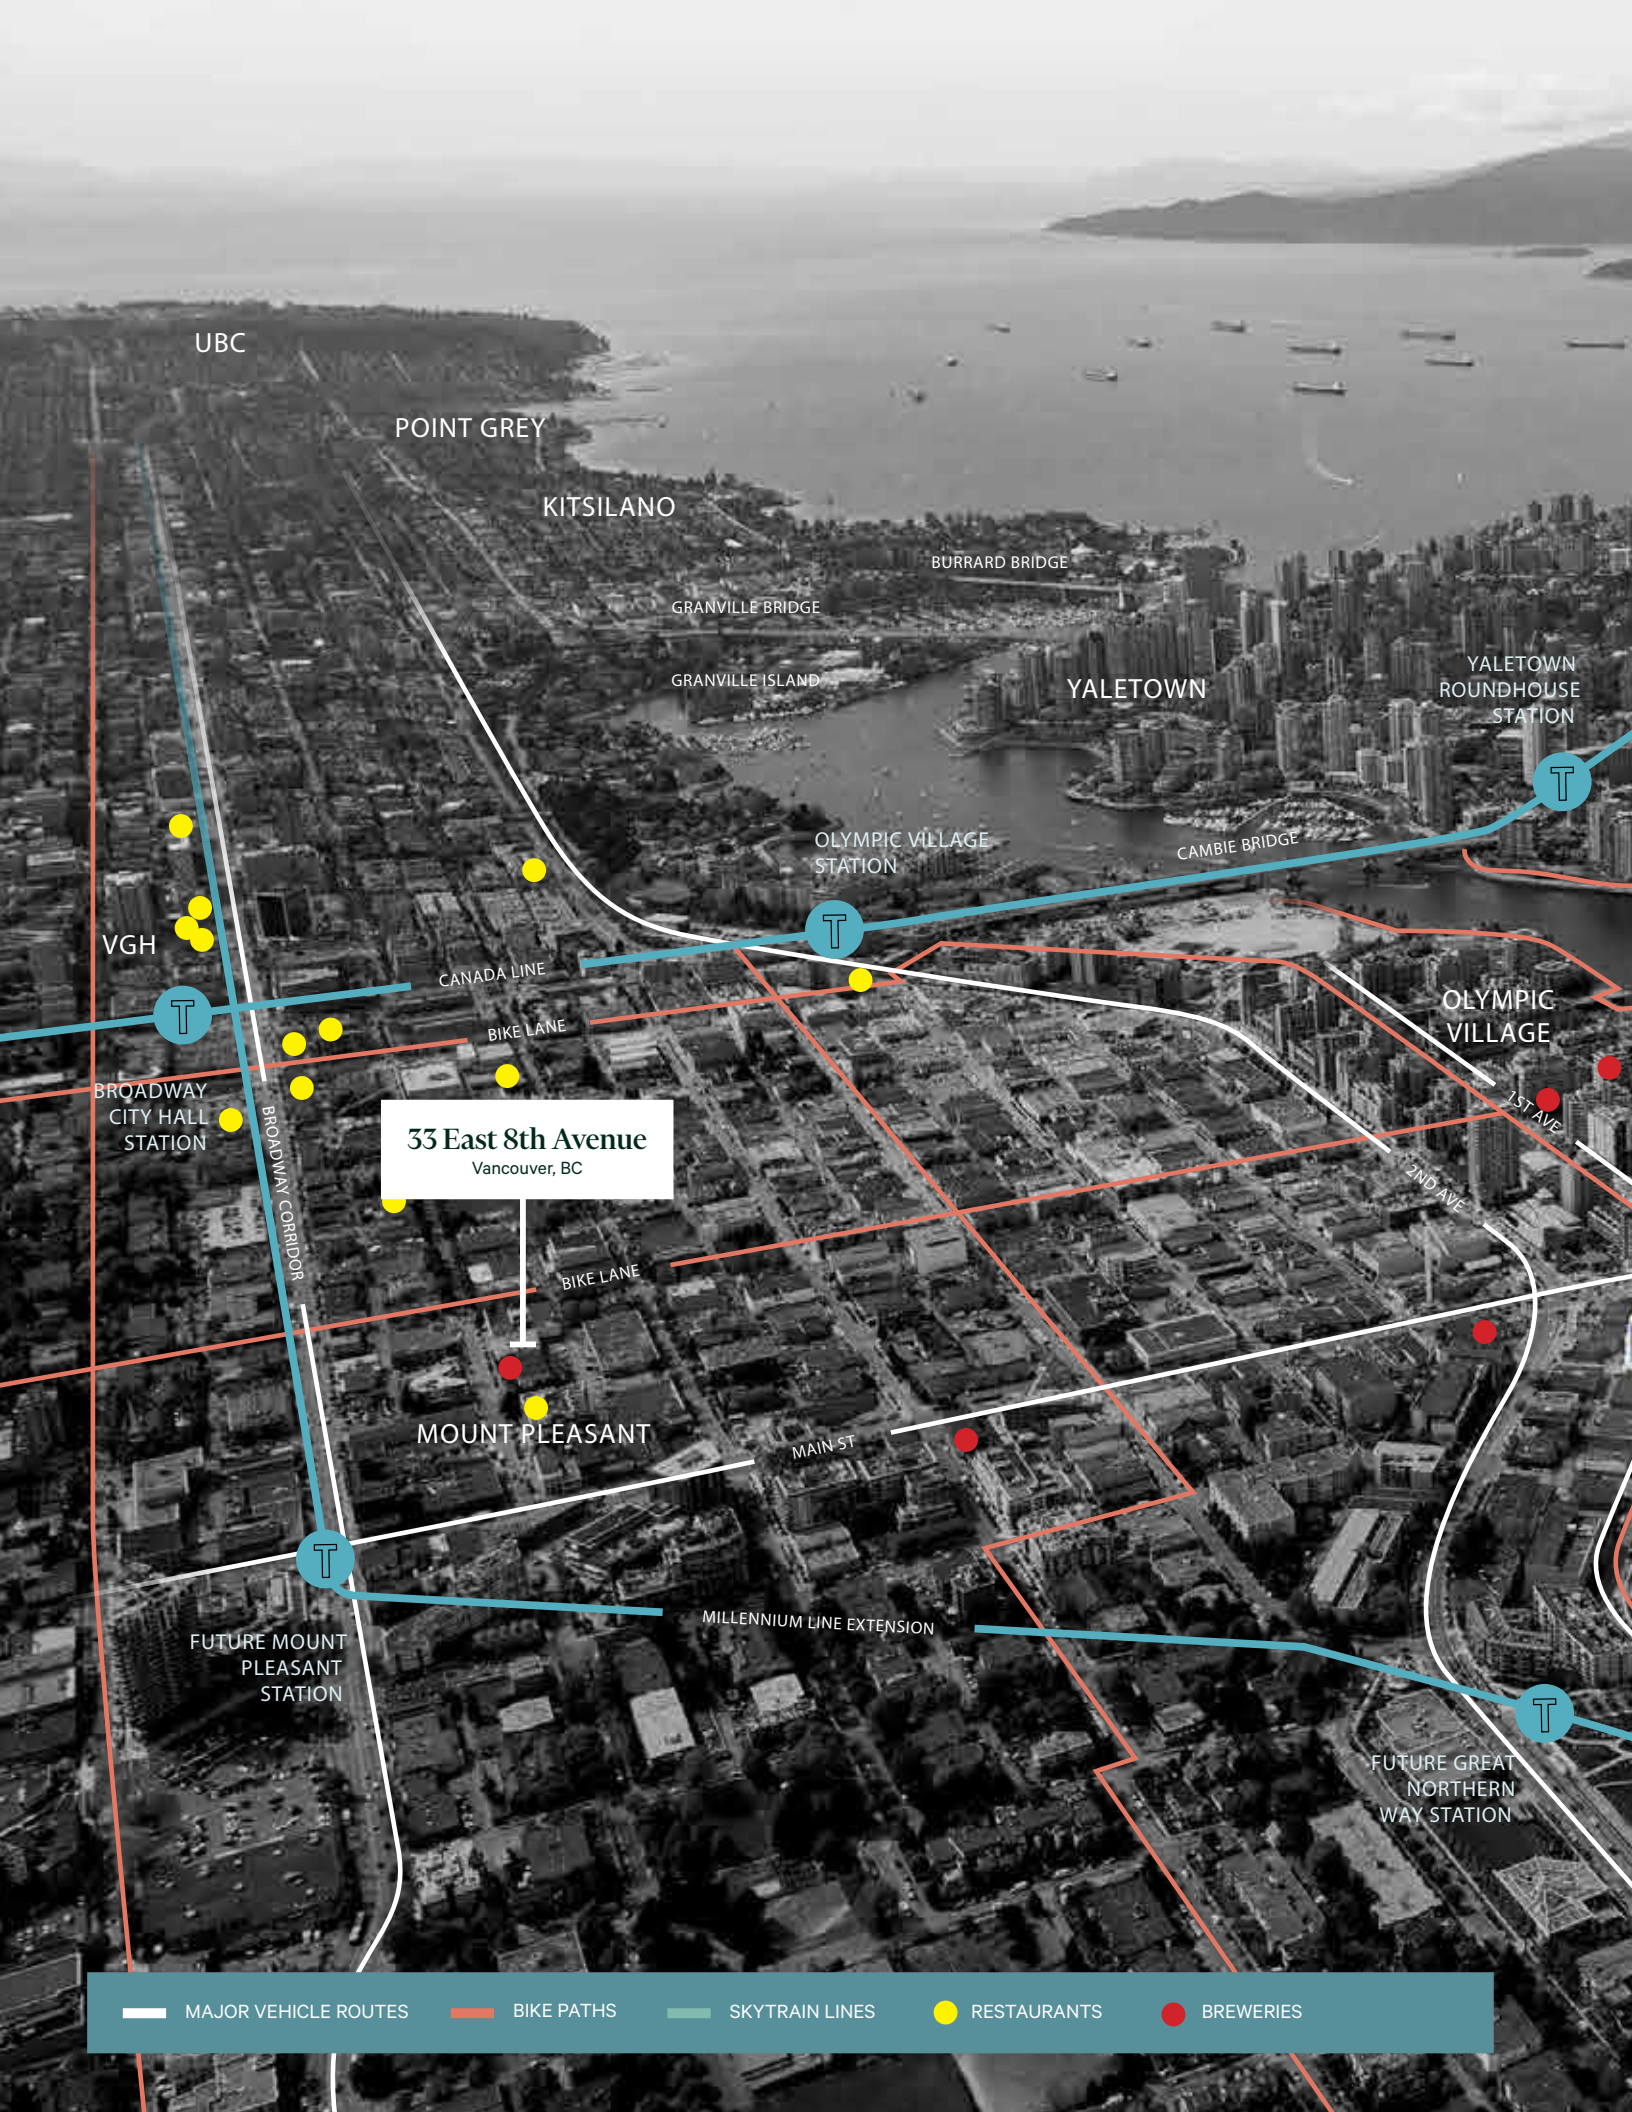 UBC
POINT GREY
KITSILANO
BURRARD BRIDGE
GRANVILLE BRIDGE
GRANVILLE ISLAND
YALETOWN
YALETOWN
ROUNDHOUSE
STATION
T
OLYMPIC VILLAGE
STATION
CAMBIE BRIDGE
T
VGH
CANADA LINE
T
BIKE LANE
OLYMPIC
VILLAGE
BROADWAY
CITY HALL
STATION
1ST AVE
BROADWAY CORRIDOR
33 East 8th Avenue
Vancouver, BC
2ND AVE
BIKE LANE
MOUNT PLEASANT
MAIN ST
T
MILLENNIUM LINE EXTENSION
FUTURE MOUNT
PLEASANT
STATION
T
FUTURE GREAT
NORTHERN
WAY STATION
MAJOR VEHICLE ROUTES
BIKE PATHS
SKYTRAIN LINES
RESTAURANTS
BREWERIES